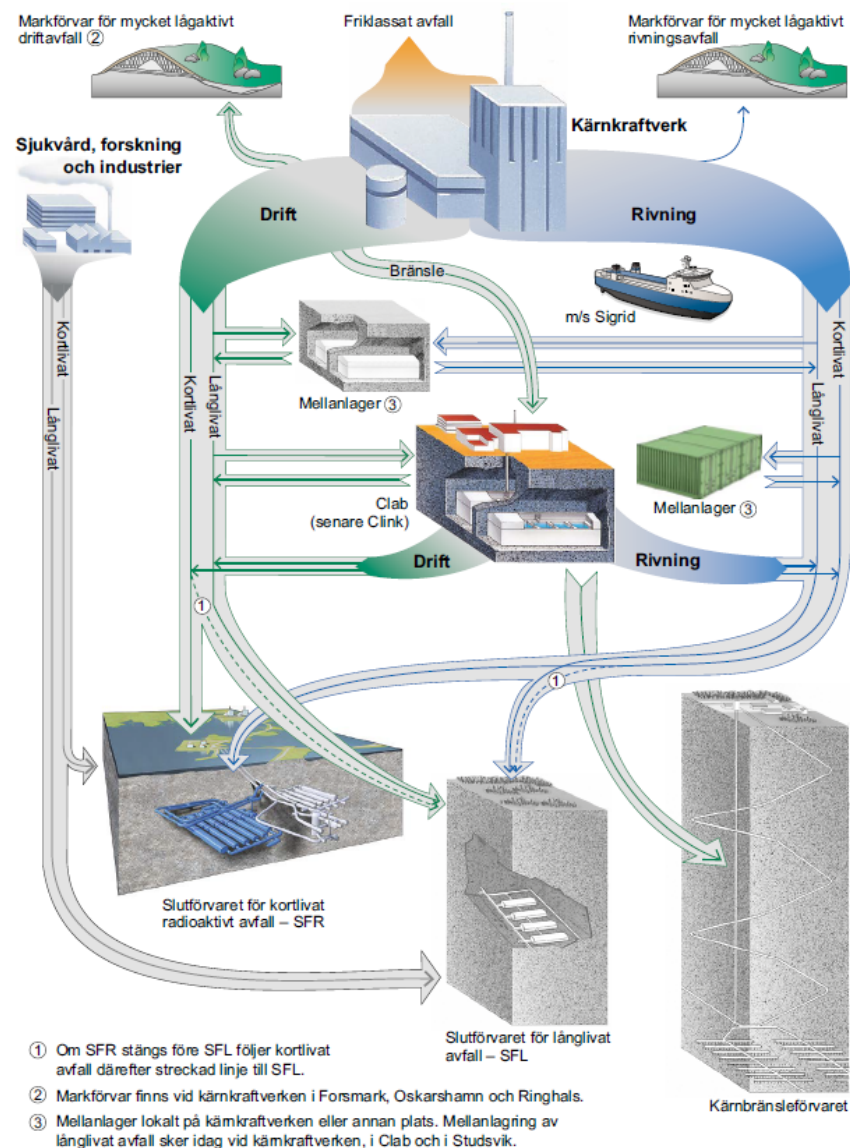 Markförvar för mycket lågaktivt
driftavfall ②
Friklassat avfall
Markförvar för mycket lågaktivt
rivningsavfall
Kärnkraftverk
Sjukvård, forskning
och industrier
Drift
Rivning
Bränsle
m/s Sigrid
Kortlivat
Långlivat
Kortlivat
Långlivat
Mellanlager ③
Långlivat
Kortlivat
Clab
(senare Clink)
Mellanlager ③
Drift
Rivning
①
①
Slutförvaret för kortlivat
radioaktivt avfall – SFR
Slutförvaret för långlivat
avfall – SFL
Kärnbränsleförvaret
① Om SFR stängs före SFL följer kortlivat
avfall därefter streckad linje till SFL.
② Markförvar finns vid kärnkraftverken i Forsmark, Oskarshamn och Ringhals.
③ Mellanlager lokalt på kärnkraftverken eller annan plats. Mellanlagring av
långlivat avfall sker idag vid kärnkraftverken, i Clab och i Studsvik.